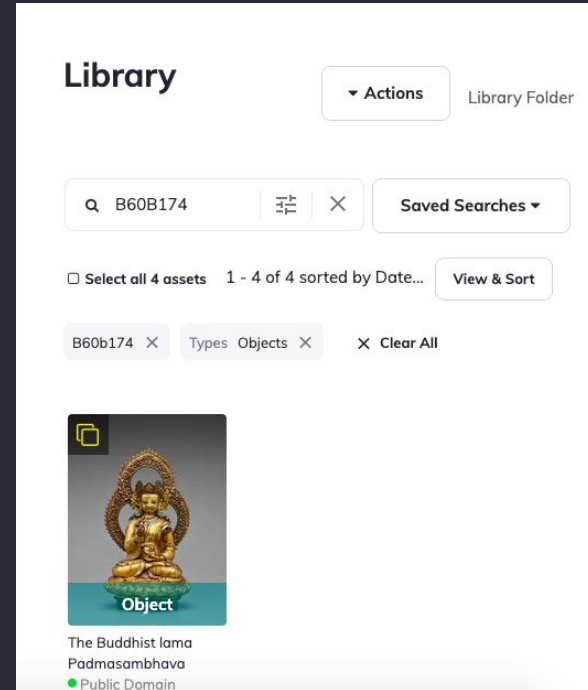 Library
Actions
Library Folder
B60B174
Saved Searches
Select all 4 assets
1 - 4 of 4 sorted by Date...
View & Sort
B60b174
Types Objects
Clear All
Object
The Buddhist lama
Padmasambhava
Public Domain